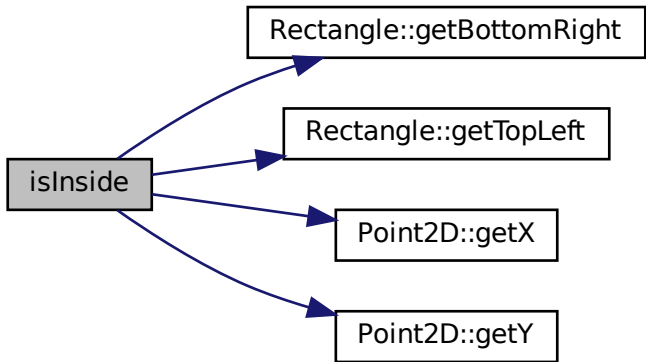 Rectangle::getBottomRight
Rectangle::getTopLeft
isInside
Point2D::getX
Point2D::getY